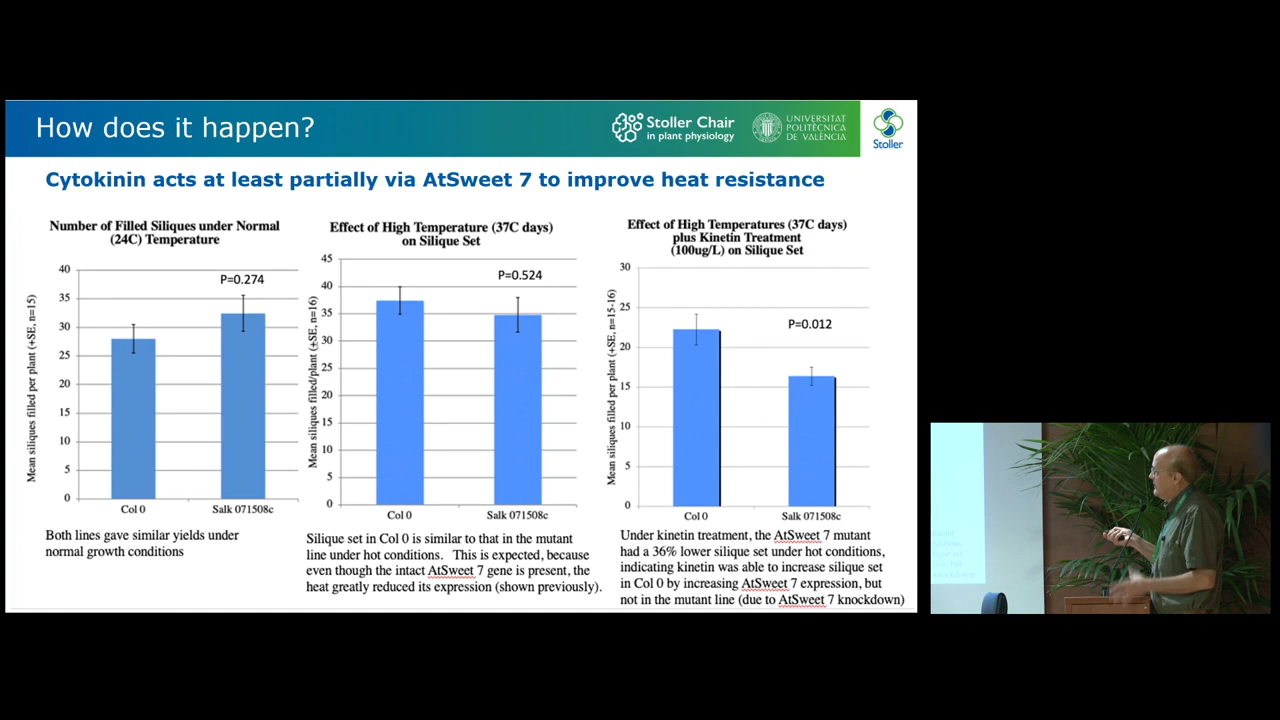 How does it happen?
Stoller Chair
in plant physiology
UNIVERSITAT
POLITÈCNICA
DE VALÈNCIA
Stoller
Cytokinin acts at least partially via AtSweet 7 to improve heat resistance
Number of Filled Siliques under Normal
(24C) Temperature
Mean siliques filled per plant (+SE, n=15)
40
35
30
25
20
15
10
5
0
P=0.274
Col 0
Salk 071508c
Both lines gave similar yields under
normal growth conditions
Effect of High Temperature (37C days)
on Silique Set
Mean siliques filled/plant (±SE, n=16)
45
40
35
30
25
20
15
10
5
0
P=0.524
Col 0
Salk 071508c
Silique set in Col 0 is similar to that in the mutant
line under hot conditions. This is expected, because
even though the intact AtSweet 7 gene is present, the
heat greatly reduced its expression (shown previously).
Effect of High Temperatures (37C days)
plus Kinetin Treatment
(100ug/L) on Silique Set
Mean siliques filled per plant (+SE, n=15-16)
30
25
20
15
10
5
0
P=0.012
Col 0
Salk 071508c
Under kinetin treatment, the AtSweet 7 mutant
had a 36% lower silique set under hot conditions,
indicating kinetin was able to increase silique set
in Col 0 by increasing AtSweet 7 expression, but
not in the mutant line (due to AtSweet 7 knockdown)